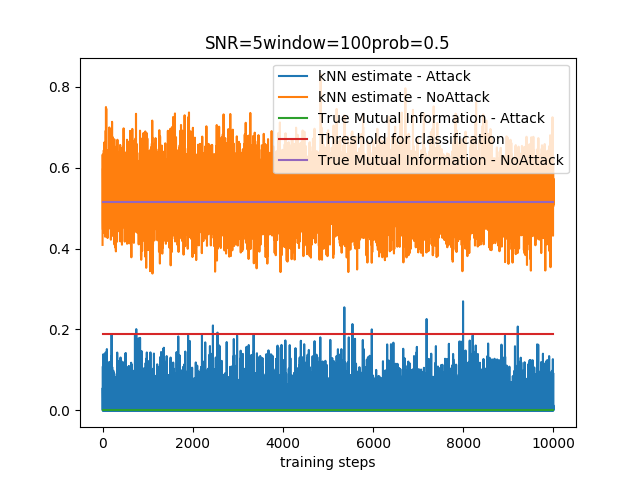 SNR=5window=100prob=0.5
kNN estimate - Attack
kNN estimate - NoAttack
True Mutual Information - Attack
Threshold for classification
True Mutual Information - NoAttack
0.8
0.6
0.4
0.2
0.0
0 2000 4000 6000 8000 10000
training steps